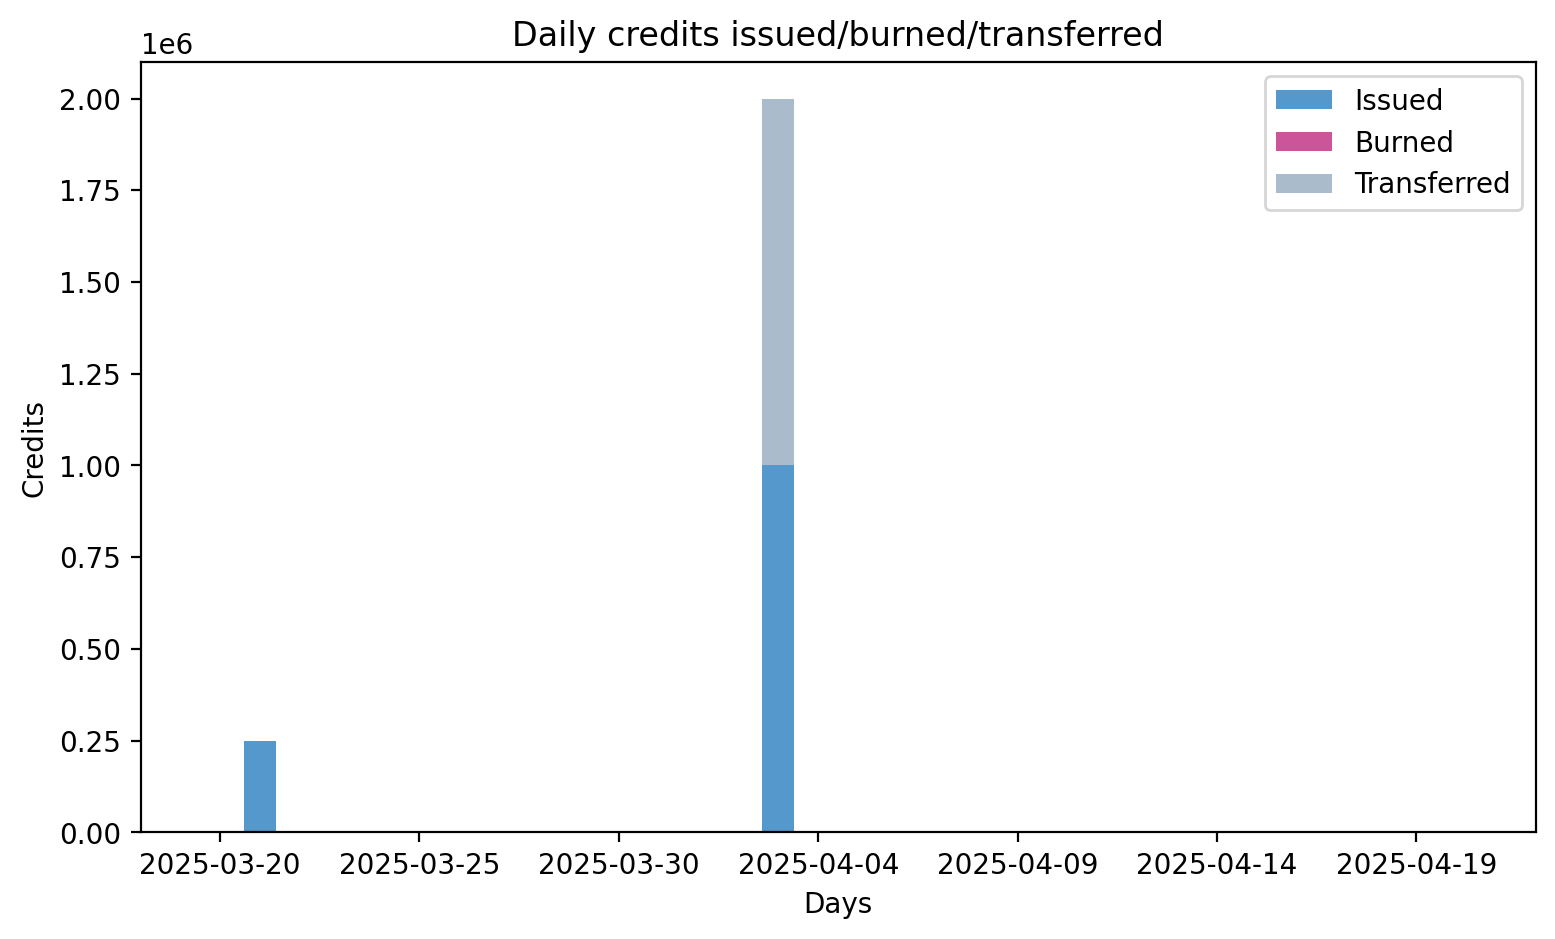 Daily credits issued/burned/transferred
1e6
2.00
1.75
1.50
1.25
1.00
0.75
0.50
0.25
0.00
Credits
Issued
Burned
Transferred
2025-03-20 2025-03-25 2025-03-30 2025-04-04 2025-04-09 2025-04-14 2025-04-19
Days